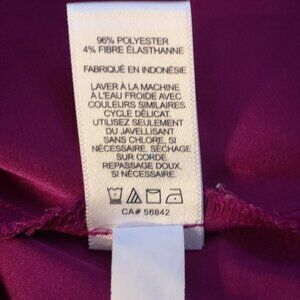 96% POLYESTER
4% FIBRE ÉLASTHANNE
FABRIQUÉ EN INDONÉSIE
LAVER À LA MACHINE
À L'EAU FROIDE AVEC
COULEURS SIMILAIRES.
CYCLE DÉLICAT.
UTILISEZ SEULEMENT
DU JAVELLISANT
SANS CHLORE, SI
NÉCESSAIRE. SÉCHAGE
SUR CORDE.
REPASSAGE DOUX,
SI NÉCESSAIRE.
CA# 56842